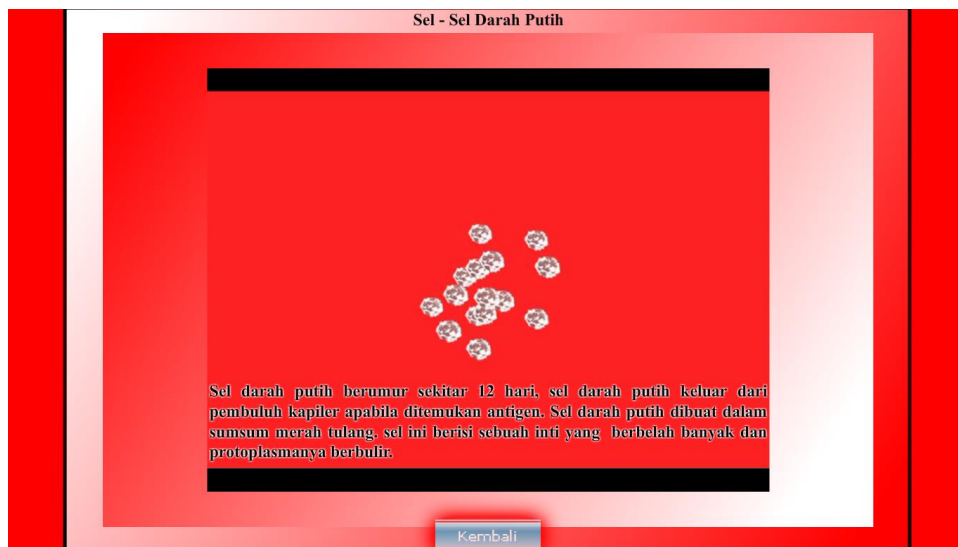 Sel - Sel Darah Putih
Sel darah putih berumur sekitar 12 hari, sel darah putih keluar dari
pembuluh kapiler apabila ditemukan antigen. Sel darah putih dibuat dalam
sumsum merah tulang. sel ini berisi sebuah inti yang berbelah banyak dan
protoplasmanya berbulir.
Kembali